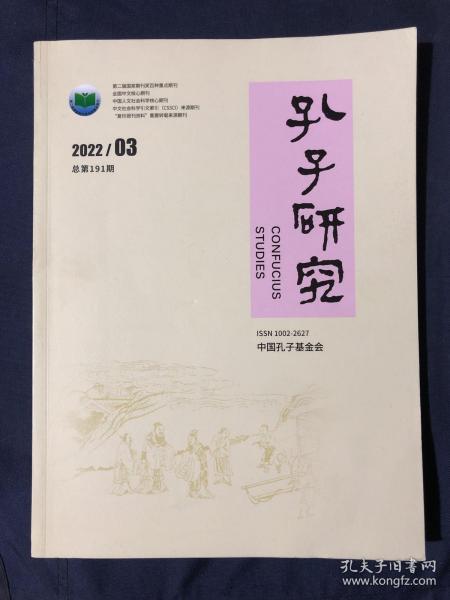 第二届国家期刊奖百种重点期刊
全国中文核心期刊
中国人文社会科学核心期刊
中文社会科学引文索引（CSSCI）来源期刊
“复印报刊资料”重要转载来源期刊
2022 / 03
总第191期
孔子研究
CONFUCIUS
STUDIES
ISSN 1002-2627
中国孔子基金会
孔夫子旧书网
www.kongfz.com